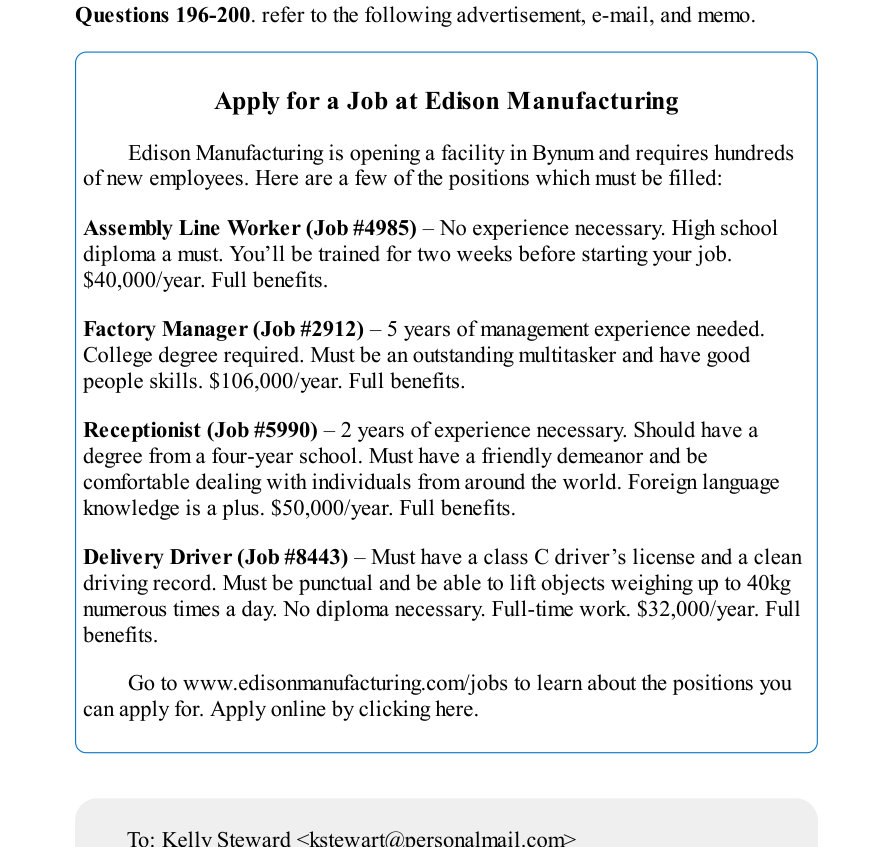 Questions 196-200. refer to the following advertisement, e-mail, and memo.
Apply for a Job at Edison Manufacturing
Edison Manufacturing is opening a facility in Bynum and requires hundreds
of new employees. Here are a few of the positions which must be filled:
Assembly Line Worker (Job #4985) – No experience necessary. High school
diploma a must. You’ll be trained for two weeks before starting your job.
$40,000/year. Full benefits.
Factory Manager (Job #2912) – 5 years of management experience needed.
College degree required. Must be an outstanding multitasker and have good
people skills. $106,000/year. Full benefits.
Receptionist (Job #5990) – 2 years of experience necessary. Should have a
degree from a four-year school. Must have a friendly demeanor and be
comfortable dealing with individuals from around the world. Foreign language
knowledge is a plus. $50,000/year. Full benefits.
Delivery Driver (Job #8443) – Must have a class C driver’s license and a clean
driving record. Must be punctual and be able to lift objects weighing up to 40kg
numerous times a day. No diploma necessary. Full-time work. $32,000/year. Full
benefits.
Go to www.edisonmanufacturing.com/jobs to learn about the positions you
can apply for. Apply online by clicking here.
To: Kelly Steward <kstewart@personalmail.com>